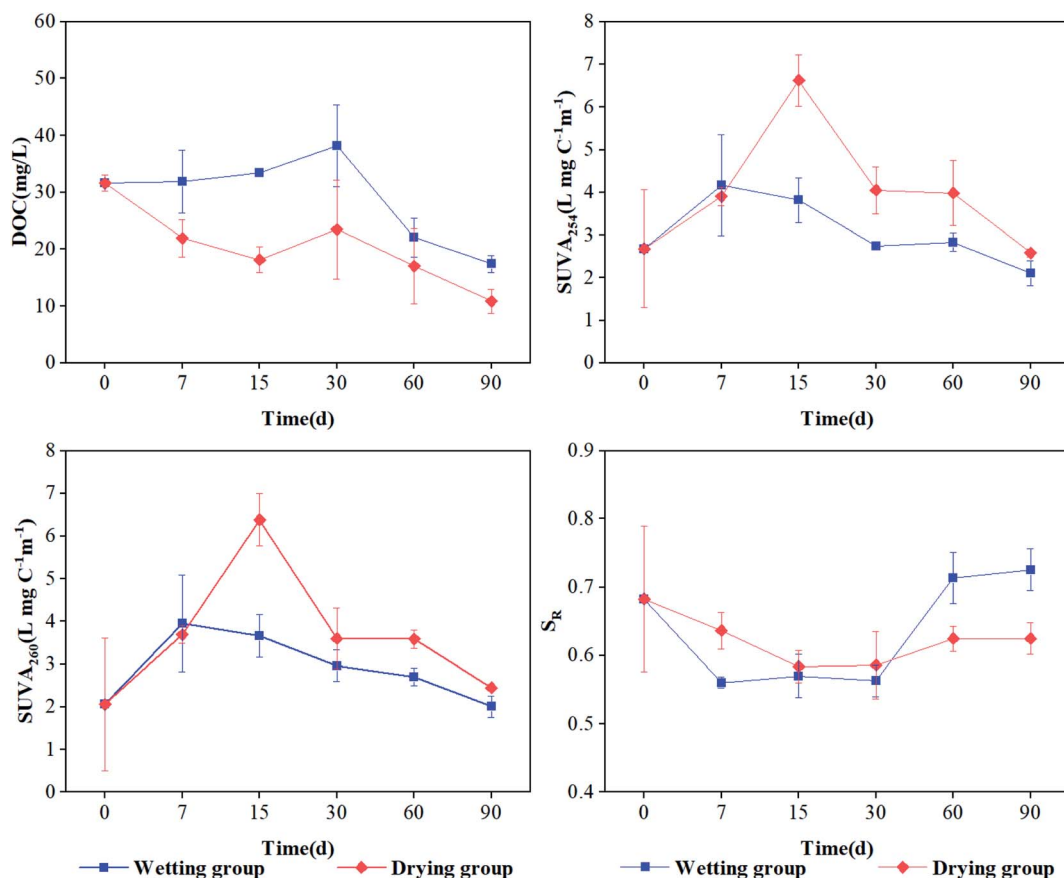 60
50
40
30
20
10
0
DOC(mg/L)
0 7 15 30 60 90
Time(d)
8
7
6
5
4
3
2
1
0
SUVA₂₅₄(L mg C⁻¹m⁻¹)
0 7 15 30 60 90
Time(d)
8
7
6
5
4
3
2
1
0
SUVA₂₆₀(L mg C⁻¹m⁻¹)
0 7 15 30 60 90
Time(d)
0.9
0.8
0.7
0.6
0.5
0.4
S_R
0 7 15 30 60 90
Time(d)
Wetting group Drying group
Wetting group Drying group